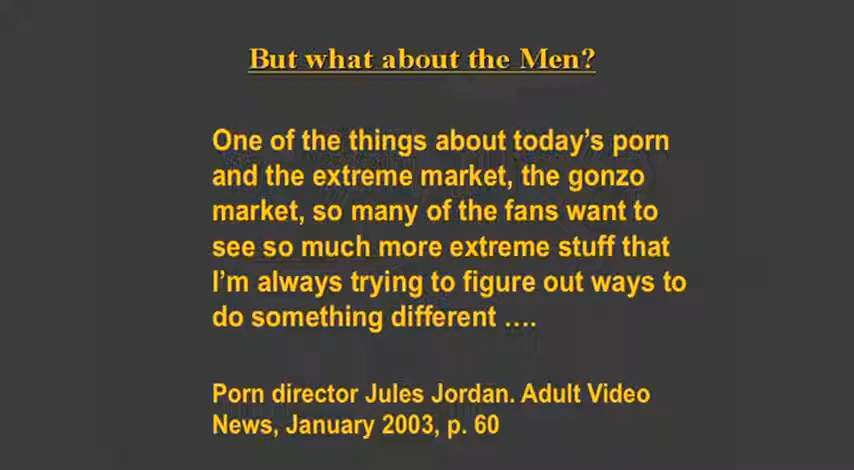 But what about the Men?
One of the things about today’s porn
and the extreme market, the gonzo
market, so many of the fans want to
see so much more extreme stuff that
I’m always trying to figure out ways to
do something different ….
Porn director Jules Jordan. Adult Video
News, January 2003, p. 60